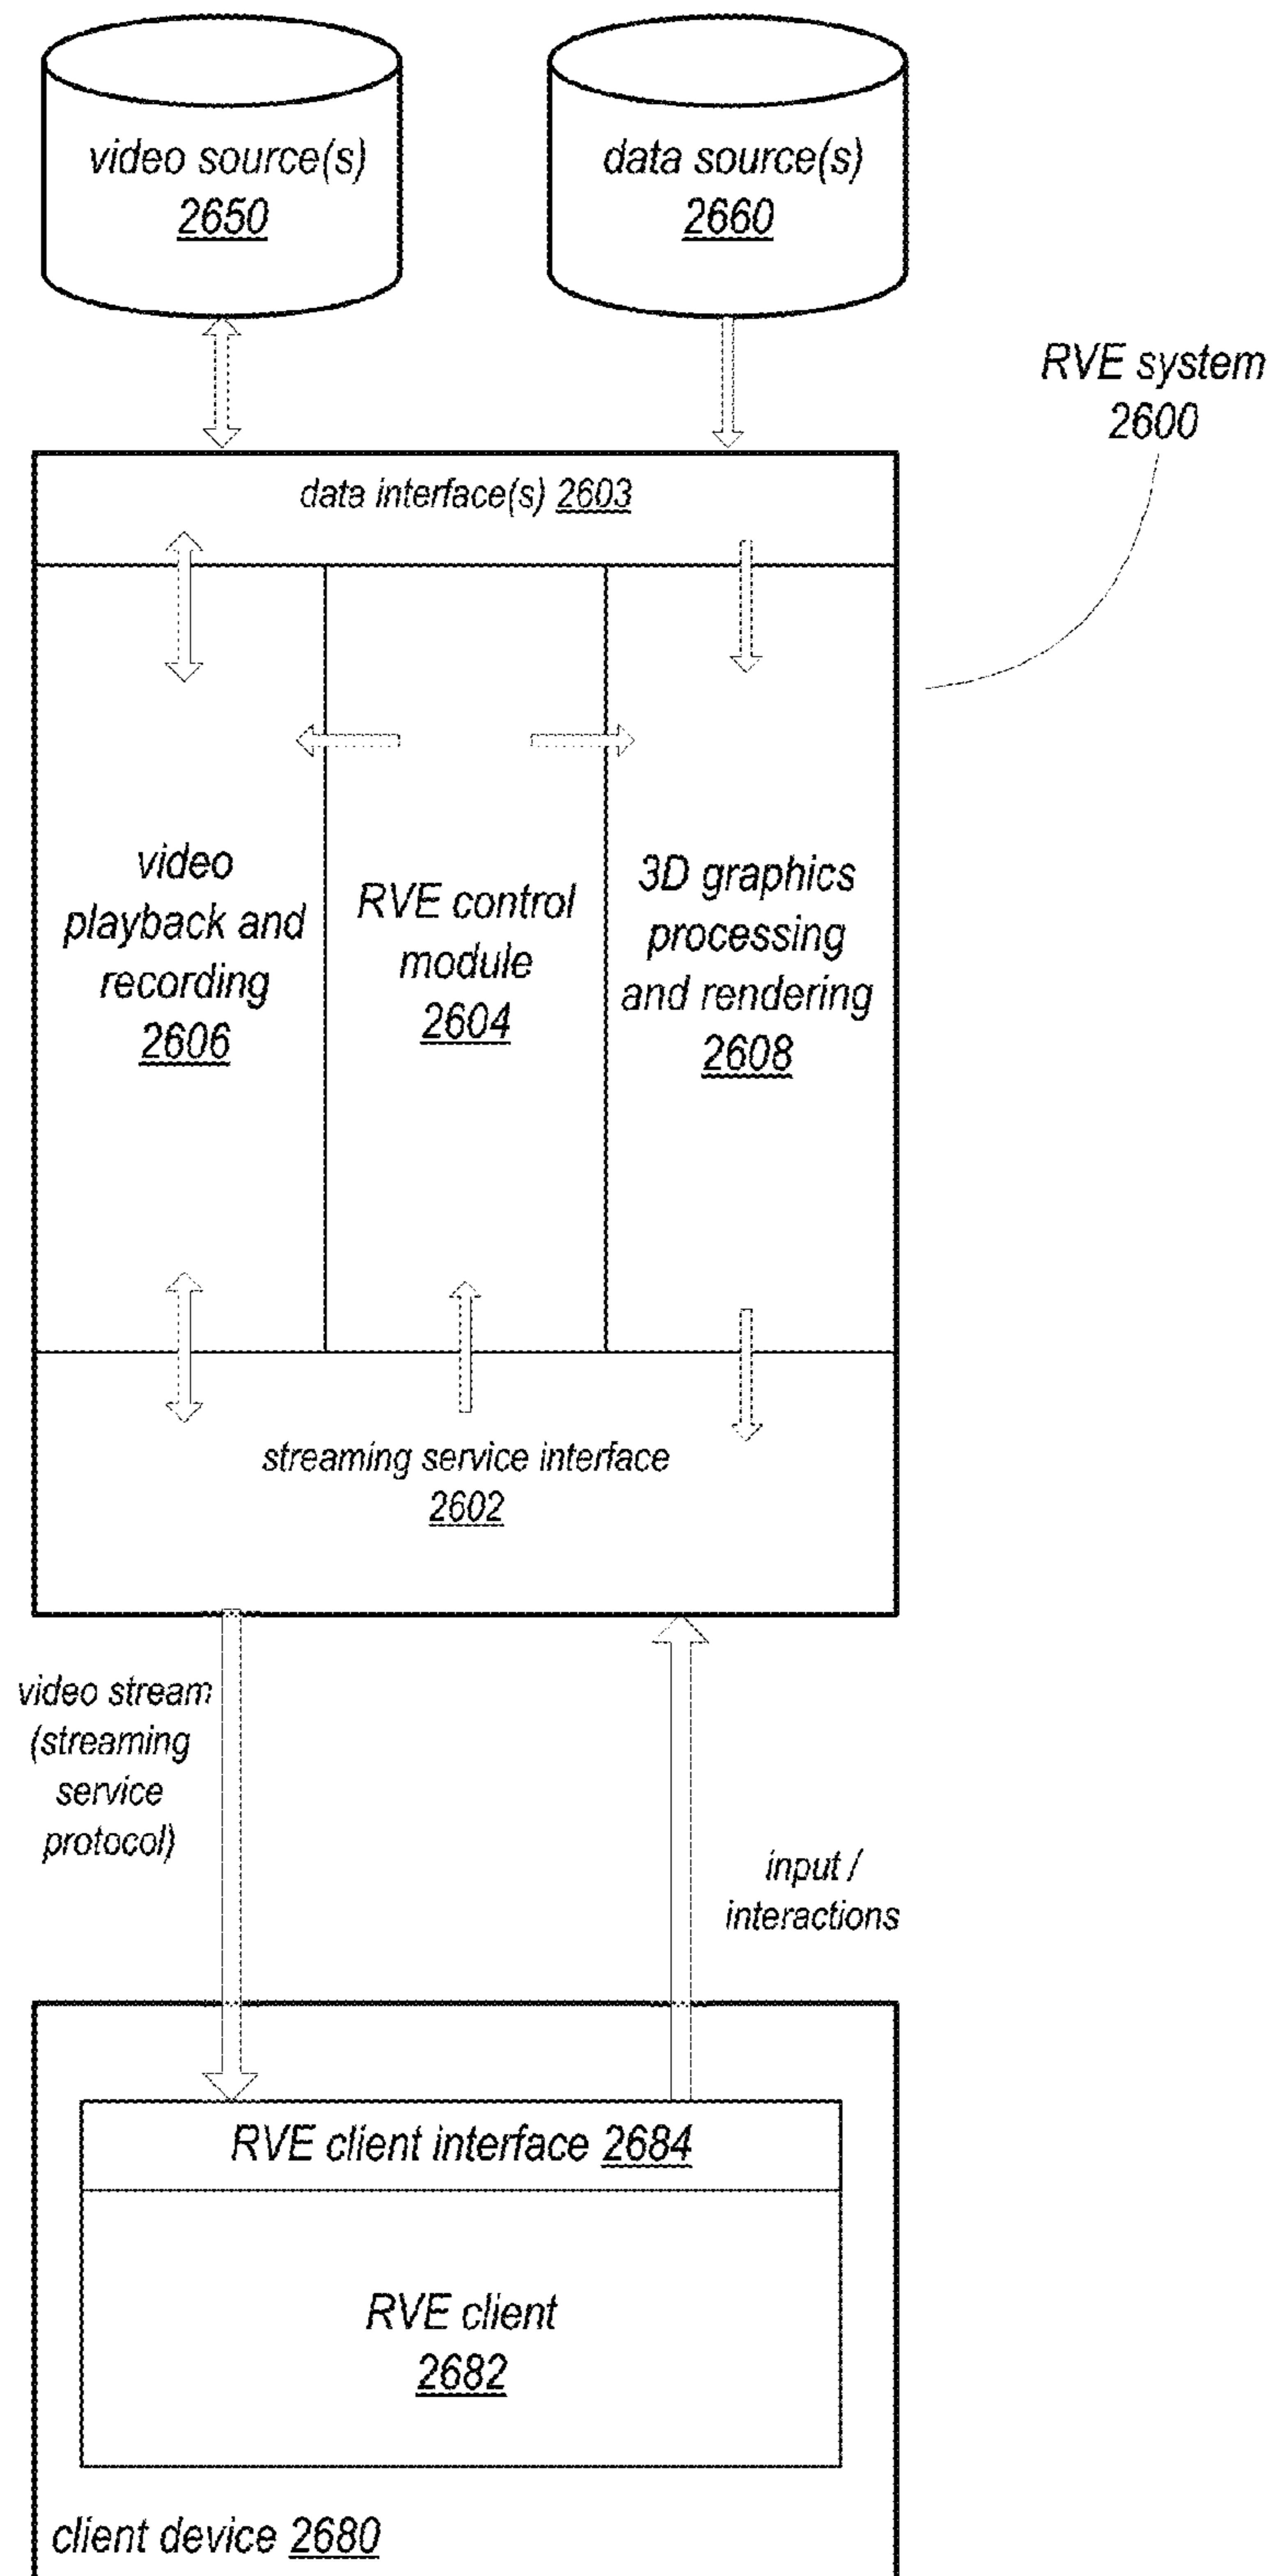 video source(s)
2650
data source(s)
2660
RVE system
2600
data interface(s) 2603
video
playback and
recording
2606
RVE control
module
2604
3D graphics
processing
and rendering
2608
streaming service interface
2602
video stream
(streaming
service
protocol)
input /
interactions
RVE client interface 2684
RVE client
2682
client device 2680